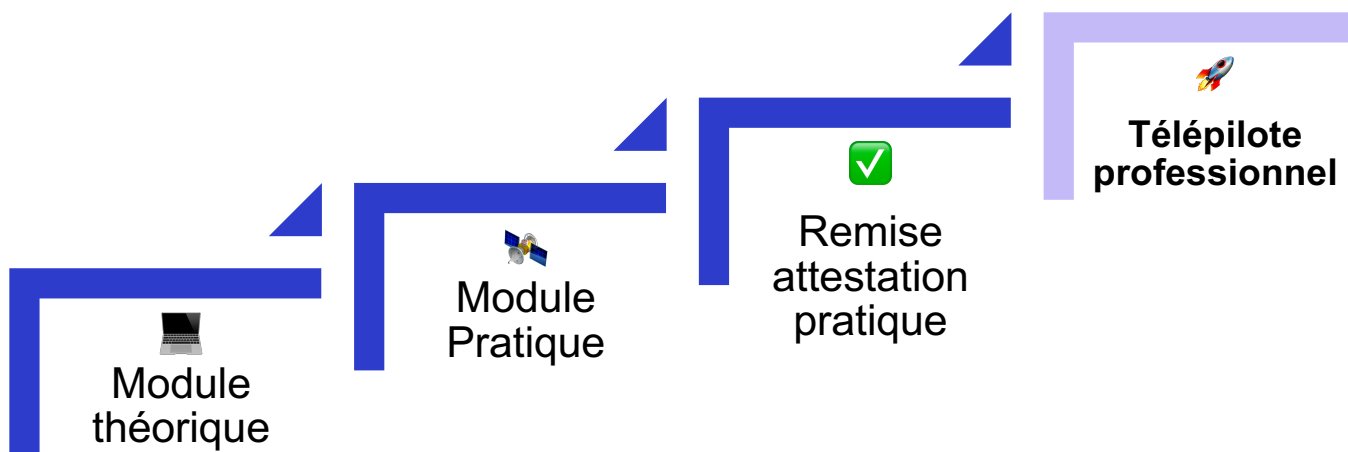 Module
théorique
Module
Pratique
Remise
attestation
pratique
Télépilote
professionnel